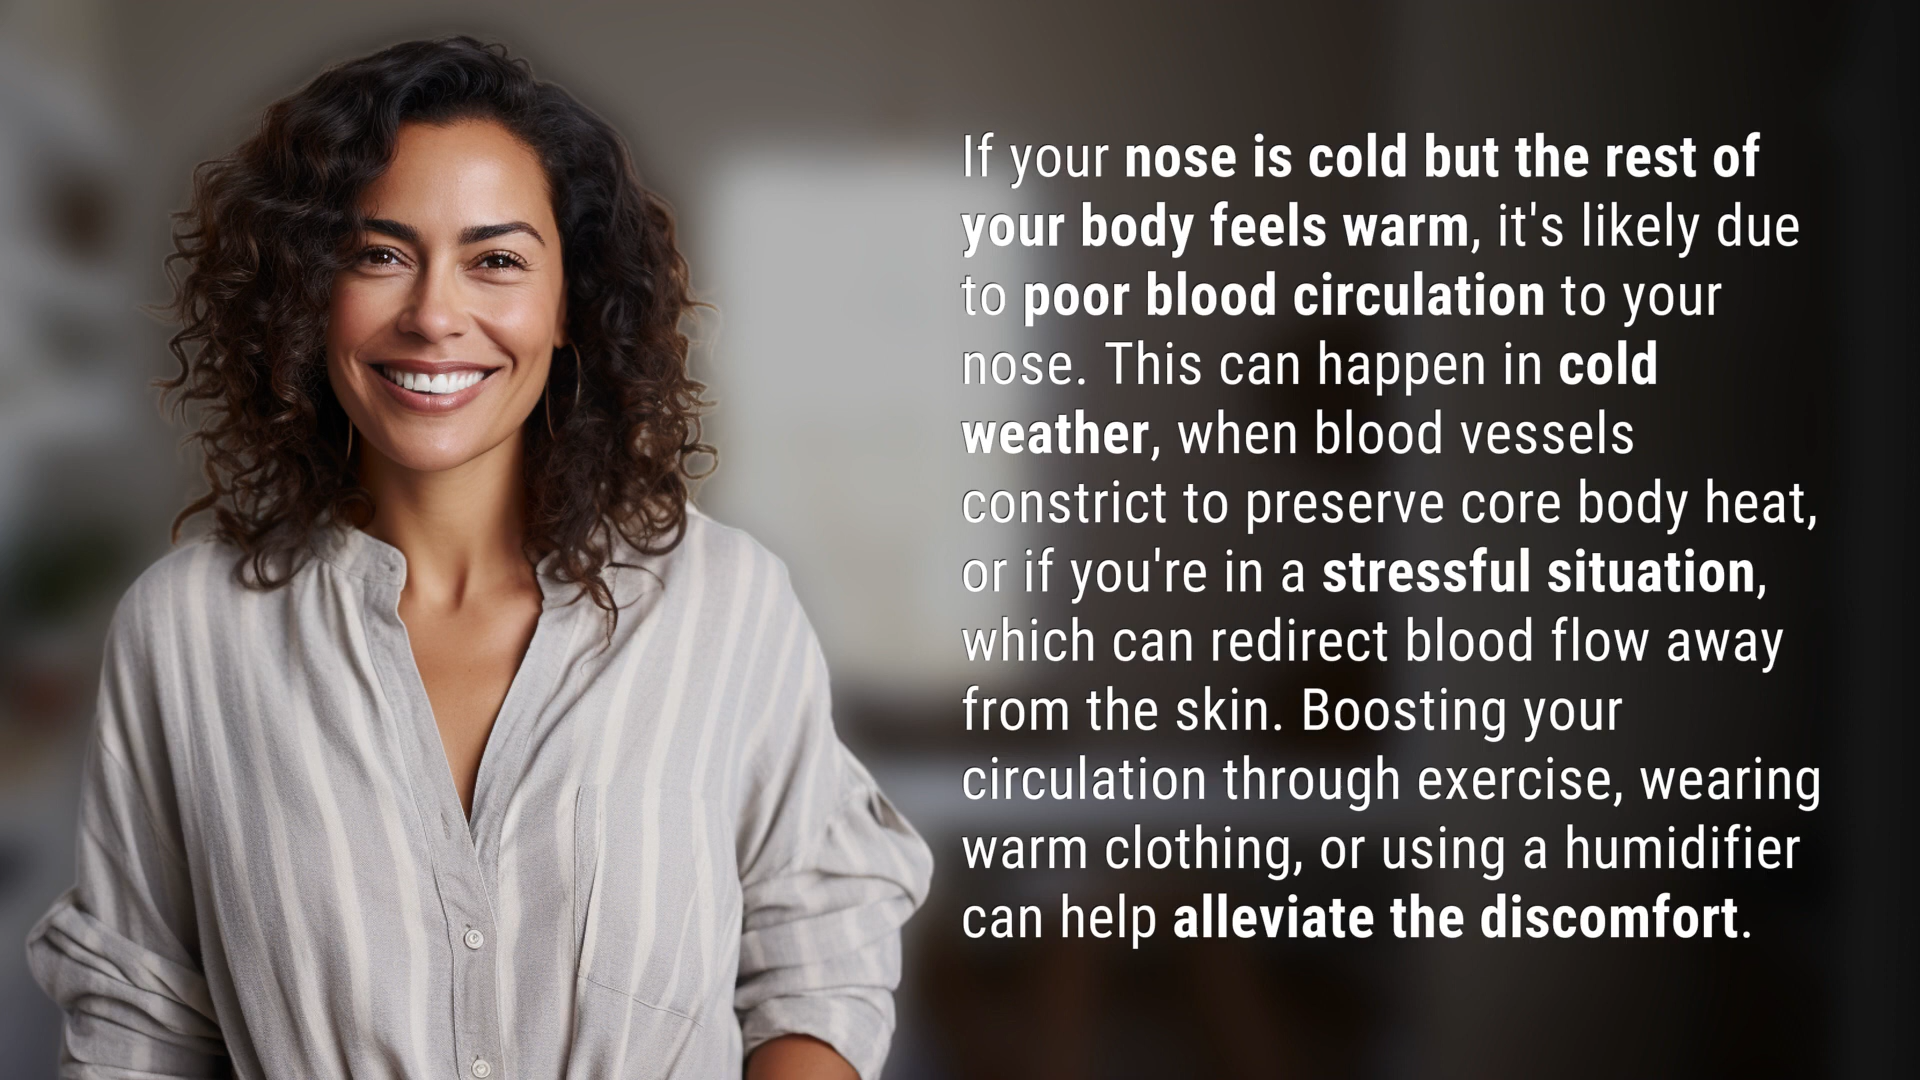 If your nose is cold but the rest of
your body feels warm, it's likely due
to poor blood circulation to your
nose. This can happen in cold
weather, when blood vessels
constrict to preserve core body heat,
or if you're in a stressful situation,
which can redirect blood flow away
from the skin. Boosting your
circulation through exercise, wearing
warm clothing, or using a humidifier
can help alleviate the discomfort.